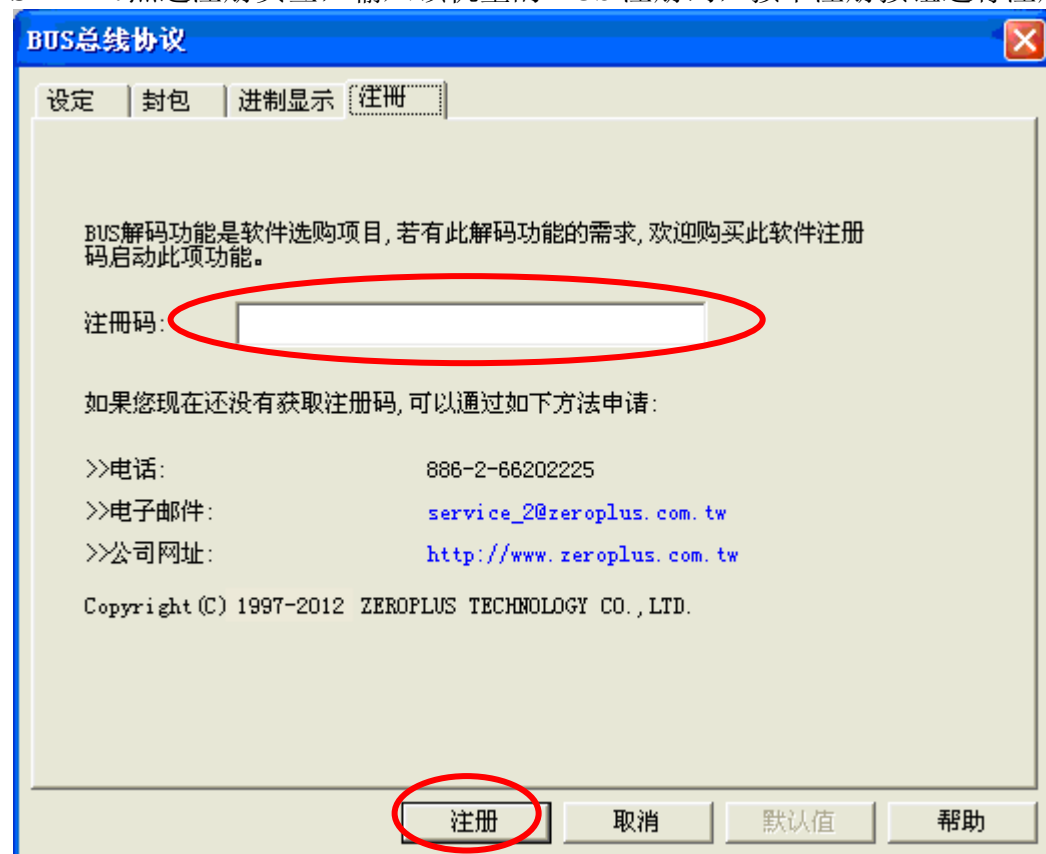 BUS总线协议
设定 封包 进制显示 注册
BUS解码功能是软件选购项目,若有此解码功能的需求,欢迎购买此软件注册
码启动此项功能。
注册码:
如果您现在还没有获取注册码,可以通过如下方法申请:
>>电话: 886-2-66202225
>>电子邮件: service_2@zeroplus.com.tw
>>公司网址: http://www.zeroplus.com.tw
Copyright(C) 1997-2012 ZEROPLUS TECHNOLOGY CO.,LTD.
注册 取消 默认值 帮助